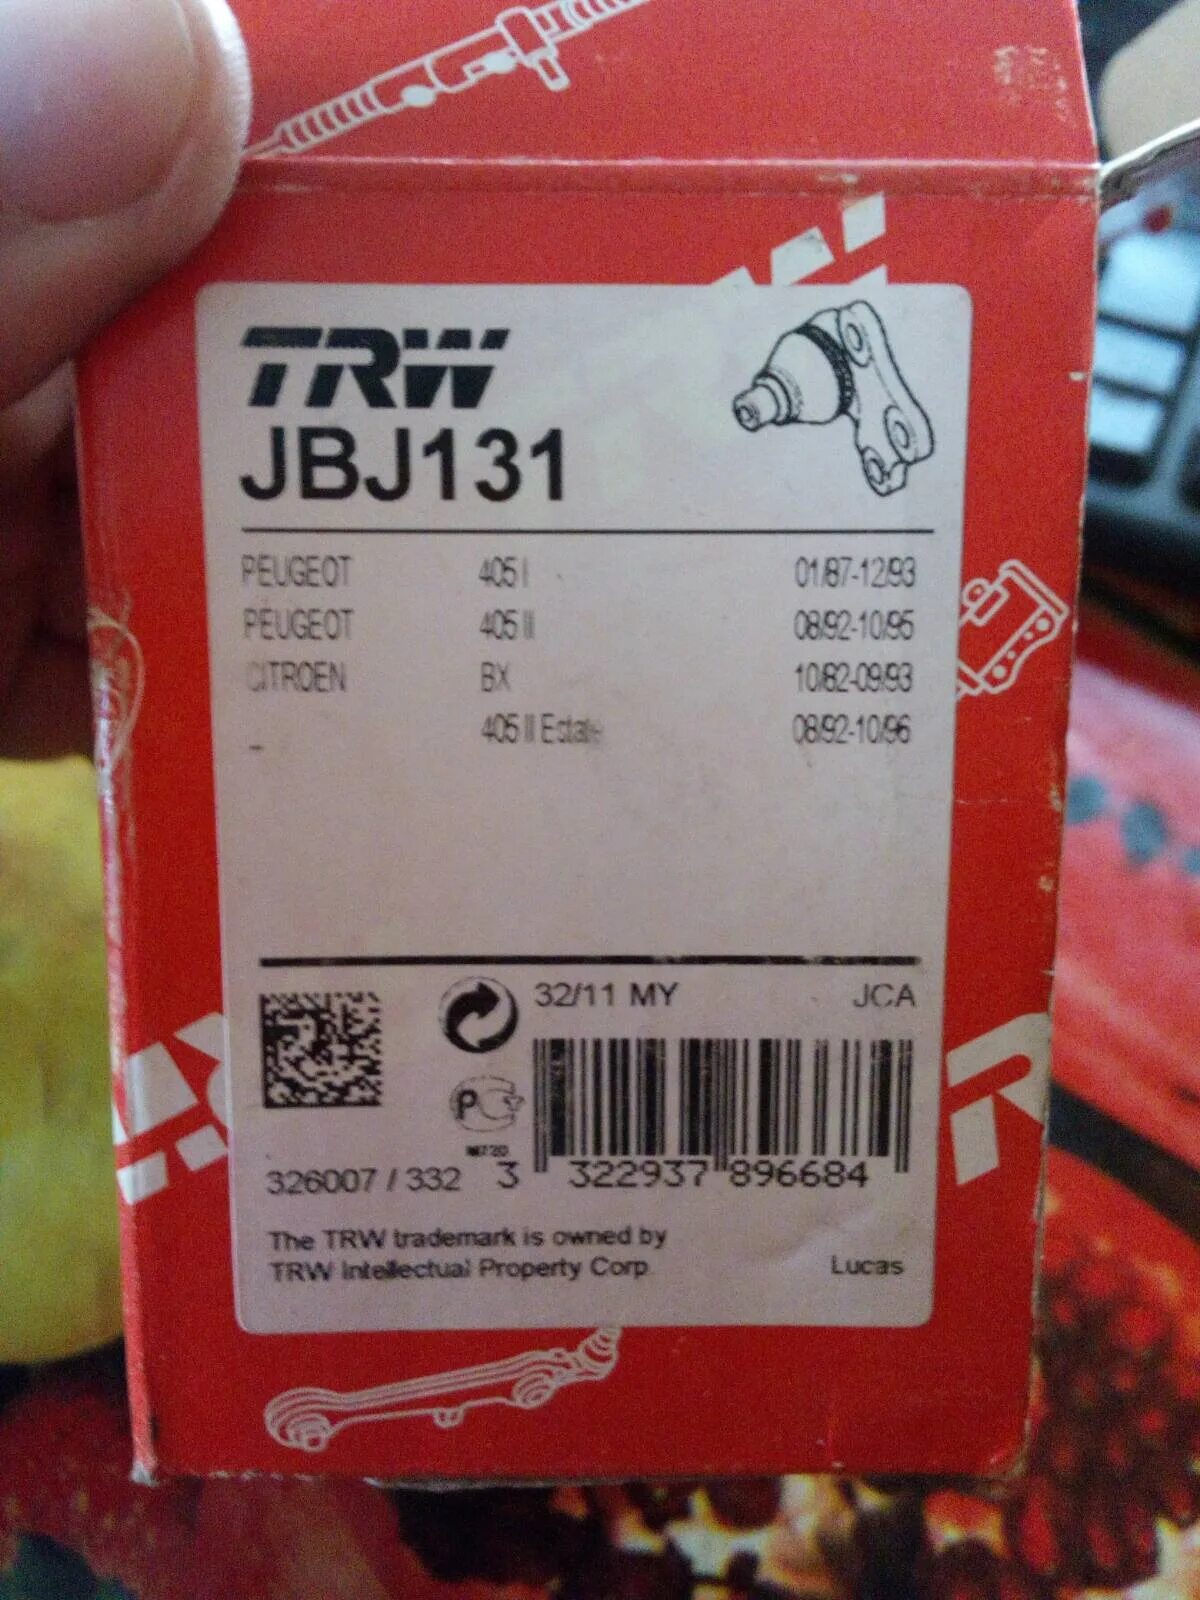 TRW
JBJ131
PEUGEOT 405 I 01/87-12/93
PEUGEOT 405 II 08/92-10/95
CITROEN BX 10/82-09/93
405 II Estate 08/92-10/96
32/11 MY JCA
326007 / 332 3 322937 896684
The TRW trademark is owned by
TRW Intellectual Property Corp.
Lucas